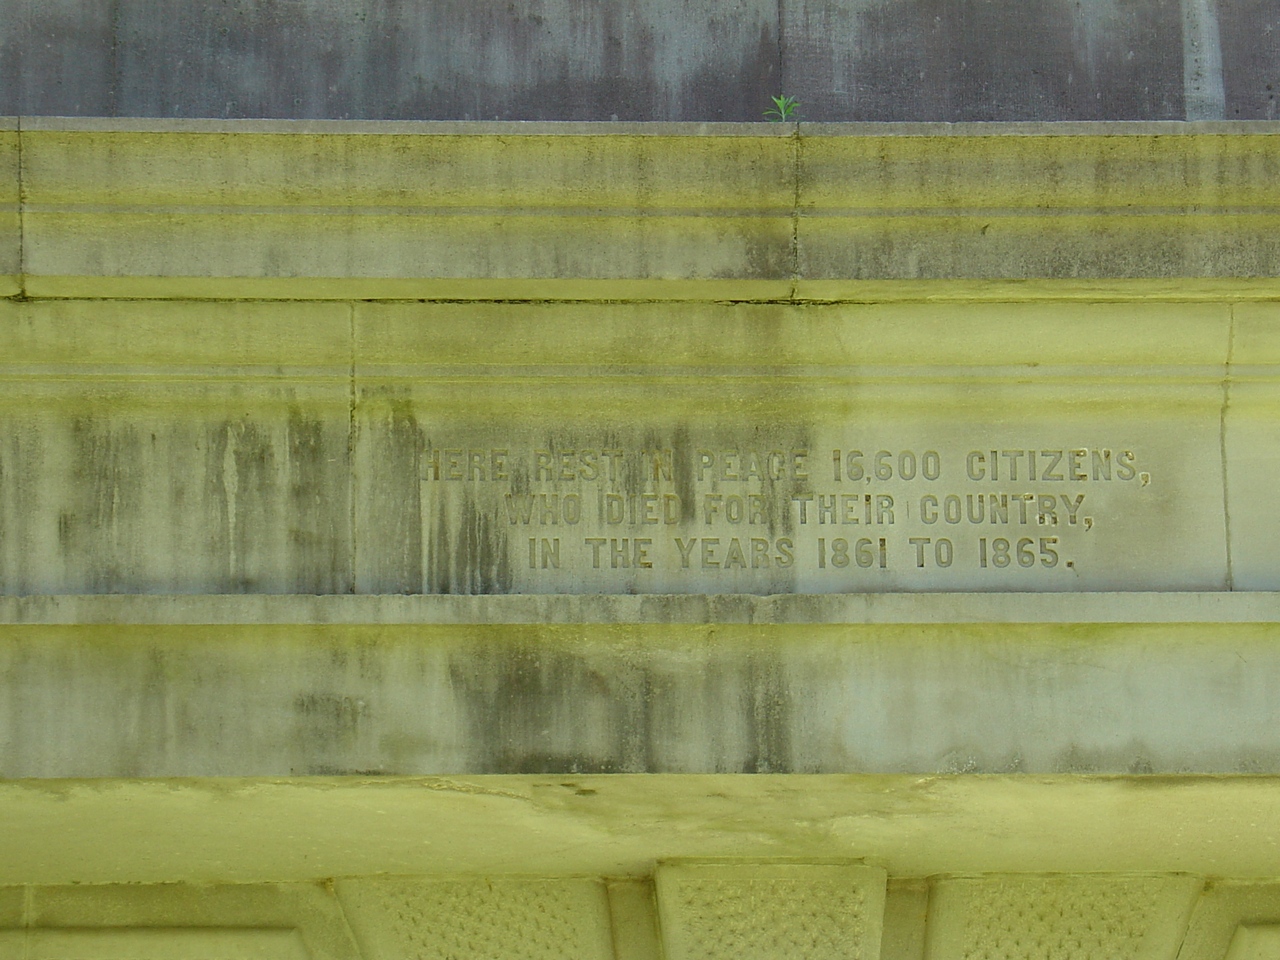 HERE REST IN PEACE 16,600 CITIZENS,
WHO DIED FOR THEIR COUNTRY,
IN THE YEARS 1861 TO 1865.